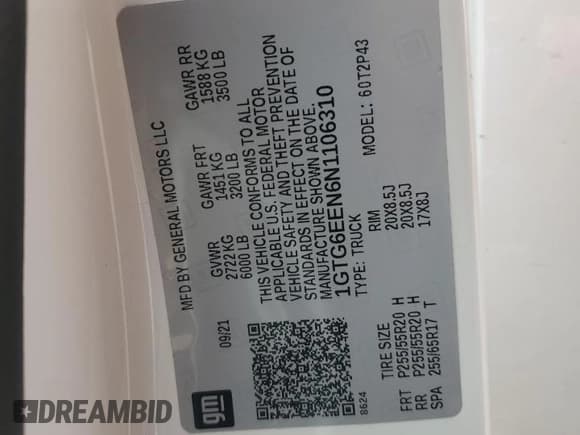 MFD BY GENERAL MOTORS LLC
09/21
GVWR GAWR FRT GAWR RR
2722 KG 1451 KG 1588 KG
6000 LB 3200 LB 3500 LB
THIS VEHICLE CONFORMS TO ALL
APPLICABLE U.S. FEDERAL MOTOR
VEHICLE SAFETY AND THEFT PREVENTION
STANDARDS IN EFFECT ON THE DATE OF
MANUFACTURE SHOWN ABOVE.
1GTG6EEN6N1106310
TYPE: TRUCK MODEL: 60T2P43
gm
8624
TIRE SIZE RIM
FRT P255/55R20 H 20X8.5J
RR P255/55R20 H 20X8.5J
SPA 255/65R17 T 17X8J
DREAMBID